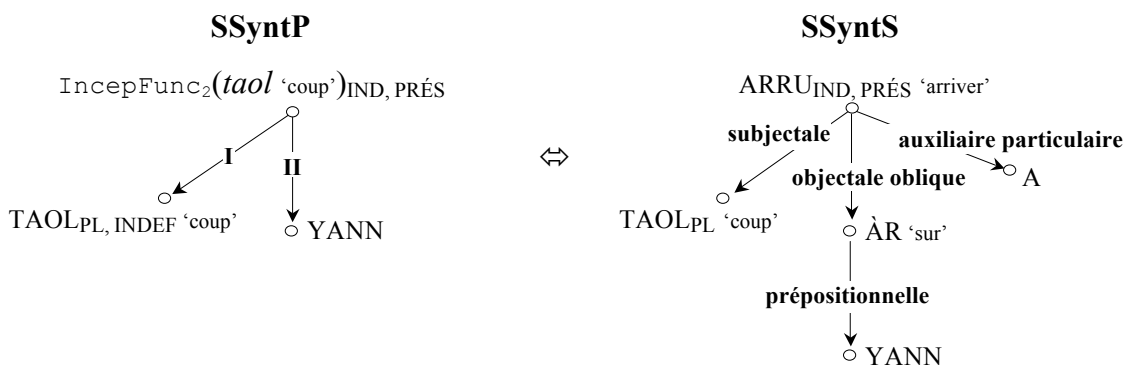 SSyntP SSyntS
IncepFunc₂(taol ‘coup’)IND, PRÉS ARRUIND, PRÉS ‘arriver’
subjectale auxiliaire particulaire
I II ⇔ objectale oblique A
TAOLPL, INDEF ‘coup’ YANN TAOLPL ‘coup’ ÀR ‘sur’
prépositionnelle
YANN